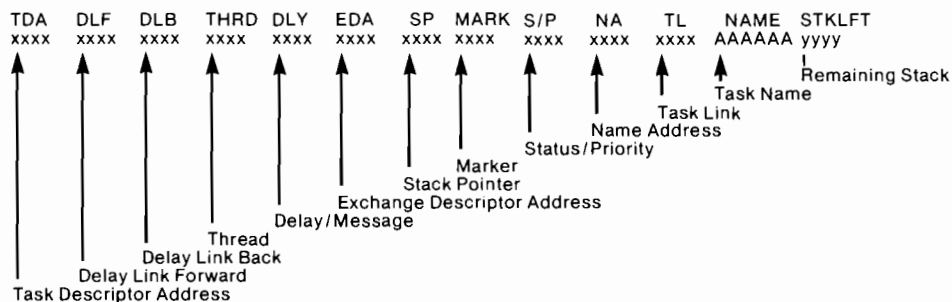 TDA DLF DLB THRD DLY EDA SP MARK S/P NA TL NAME STKLFT
xxxx xxxx xxxx xxxx xxxx xxxx xxxx xxxx xxxx xxxx xxxx AAAAAA yyyy
Remaining Stack
Task Name
Task Link
Name Address
Status/Priority
Marker
Stack Pointer
Exchange Descriptor Address
Delay/Message
Thread
Delay Link Back
Delay Link Forward
Task Descriptor Address